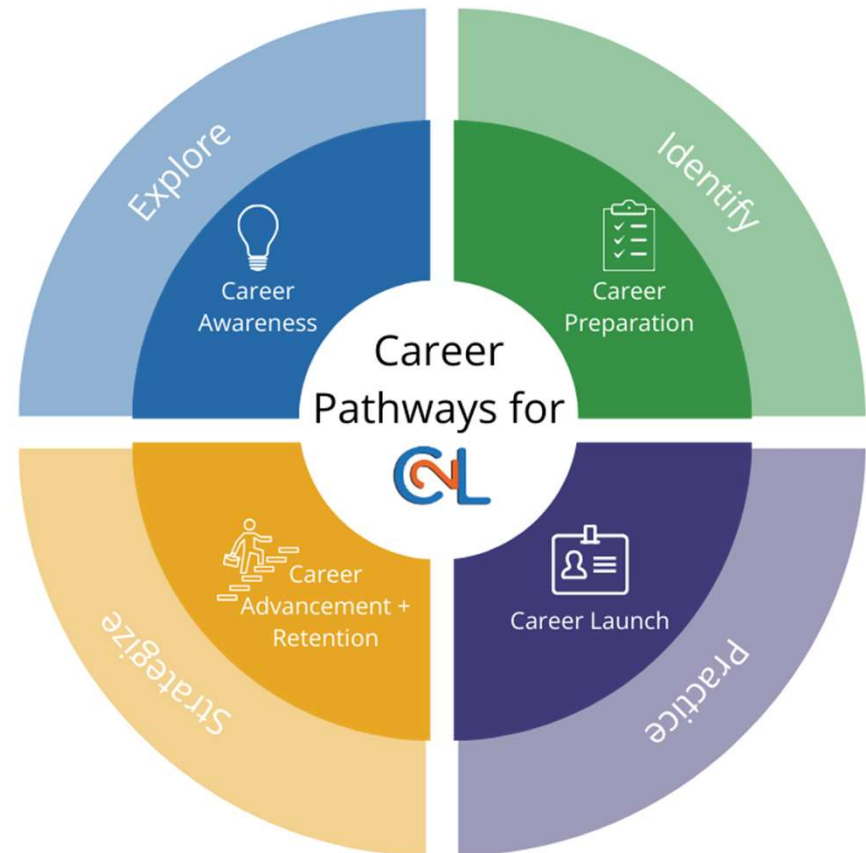 Explore
Identify
Career
Awareness
Career
Preparation
Career
Pathways for
C2L
Career
Advancement +
Retention
Career Launch
Strategize
Practice